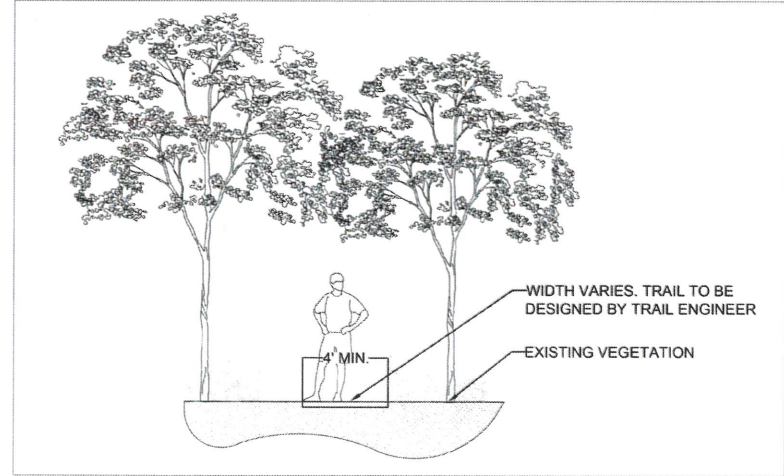 WIDTH VARIES. TRAIL TO BE
DESIGNED BY TRAIL ENGINEER
4' MIN.
EXISTING VEGETATION